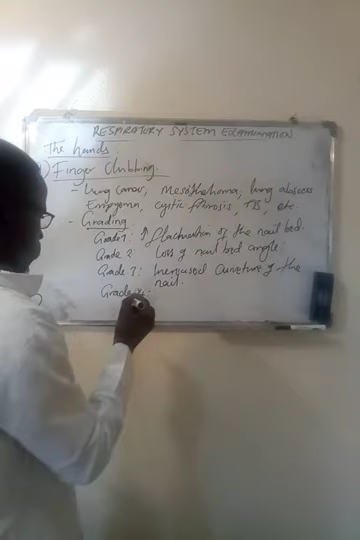 RESPIRATORY SYSTEM EXAMINATION
The hands
) Finger clubbing.
- Lung cancer, Mesothelioma, lung abscess
Empyema, cystic fibrosis, TB, etc.
- Grading
Grade 1: ↑ fluctuation of the nail bed.
Grade 2: Loss of nail bed angle.
Grade 3: Increased curvature of the
nail.
Grade 4: